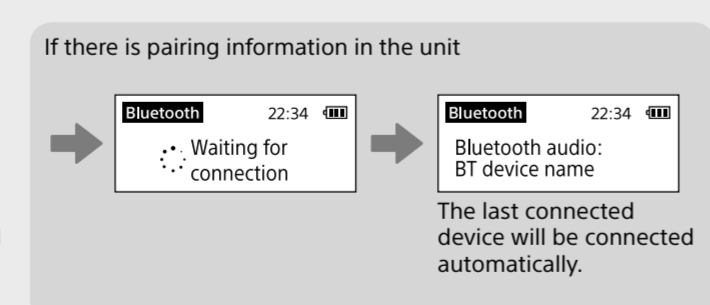 If there is pairing information in the unit
Bluetooth 22:34
Waiting for
connection
Bluetooth 22:34
Bluetooth audio:
BT device name
The last connected
device will be connected
automatically.